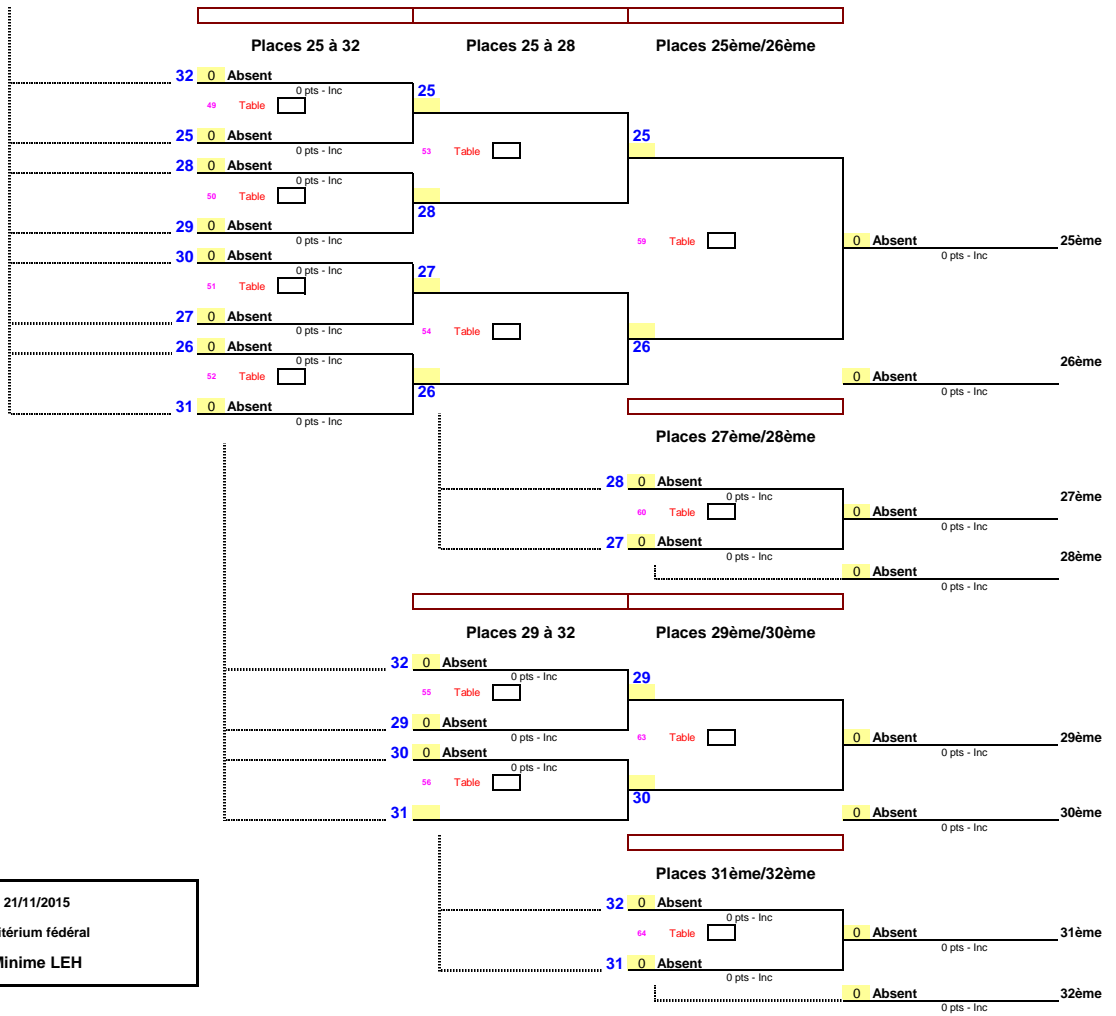 Places 25 à 32 Places 25 à 28 Places 25ème/26ème
32 0 Absent
0 pts - Inc
25
49 Table
25 0 Absent
0 pts - Inc
25
53 Table
28 0 Absent
0 pts - Inc
50 Table
28
29 0 Absent
0 pts - Inc
59 Table
0 Absent 25ème
0 pts - Inc
30 0 Absent
0 pts - Inc
27
51 Table
27 0 Absent
0 pts - Inc
54 Table
26
26 0 Absent
0 pts - Inc
26ème
52 Table
0 Absent
0 pts - Inc
26
31 0 Absent
0 pts - Inc
Places 27ème/28ème
28 0 Absent
0 pts - Inc
27ème
60 Table
0 Absent
0 pts - Inc
27 0 Absent
0 pts - Inc
28ème
0 Absent
0 pts - Inc
Places 29 à 32 Places 29ème/30ème
32 0 Absent
0 pts - Inc
29
55 Table
29 0 Absent
0 pts - Inc
63 Table
0 Absent 29ème
0 pts - Inc
30 0 Absent
0 pts - Inc
56 Table
30
31
0 Absent 30ème
0 pts - Inc
Places 31ème/32ème
32 0 Absent
0 pts - Inc
64 Table
0 Absent 31ème
0 pts - Inc
31 0 Absent
0 pts - Inc
0 Absent 32ème
0 pts - Inc
21/11/2015
itérium fédéral
Minime LEH